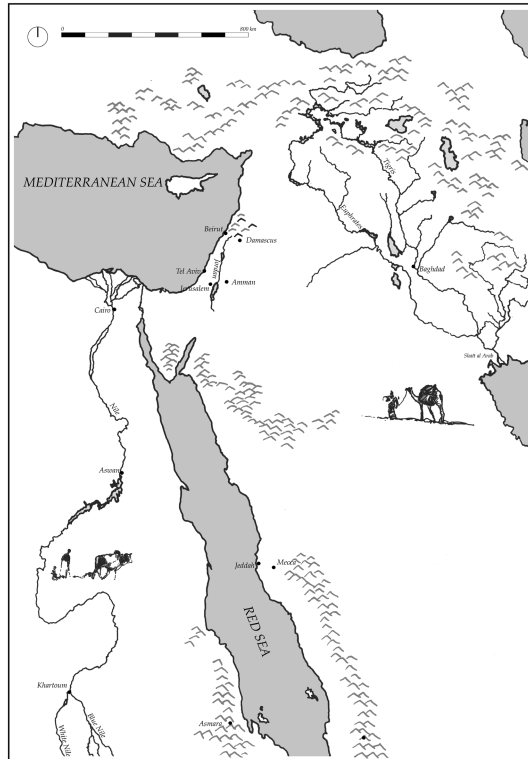 0 800 km
MEDITERRANEAN SEA
Tigris
Euphrates
Beirut
Damascus
Jordan
Tel Aviv
Jerusalem
Amman
Baghdad
Cairo
Shatt al Arab
Nile
Aswan
Jeddah
Mecca
RED SEA
Khartoum
Asmara
White Nile
Blue Nile